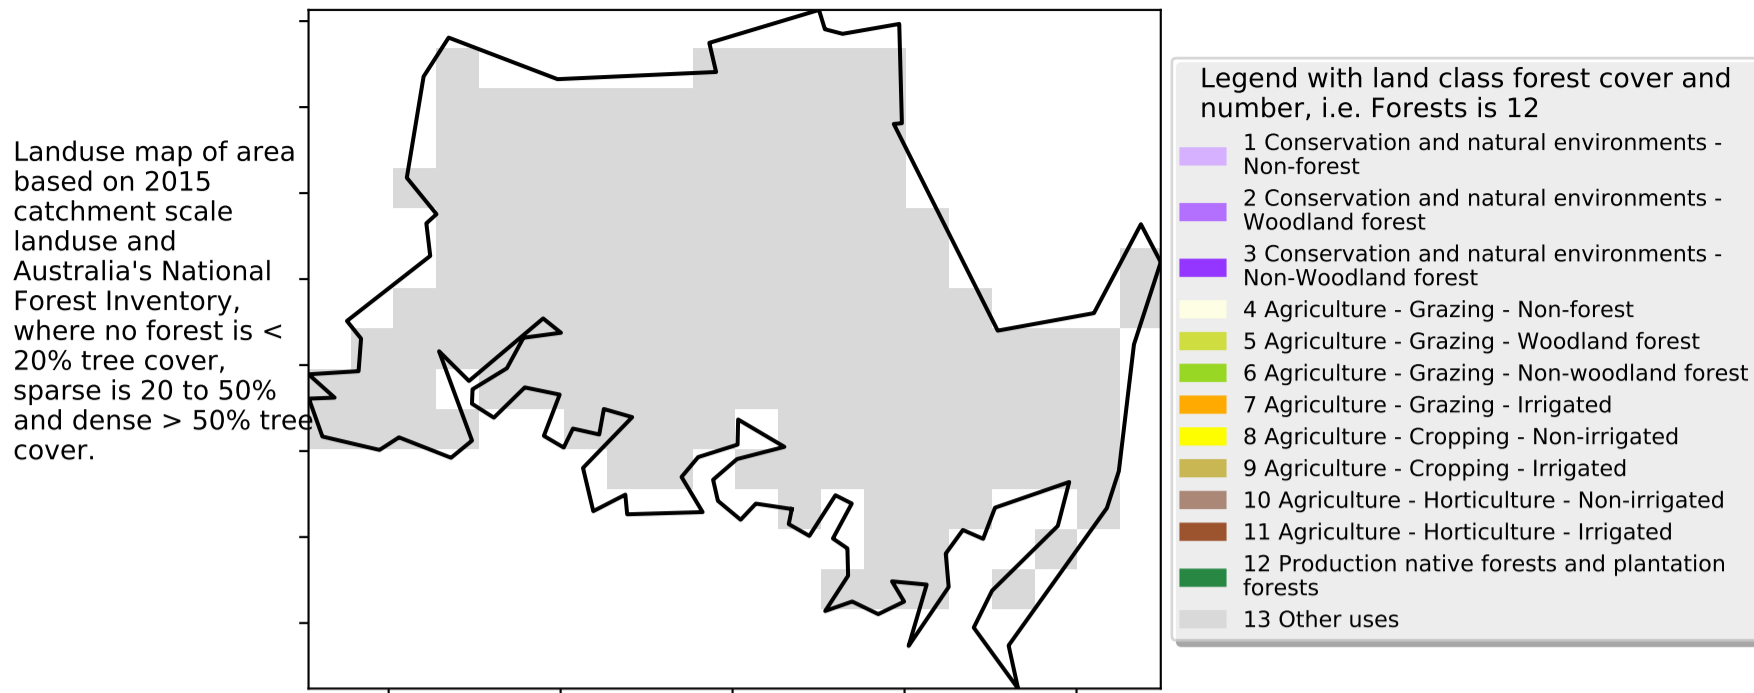 Landuse map of area
based on 2015
catchment scale
landuse and
Australia's National
Forest Inventory,
where no forest is <
20% tree cover,
sparse is 20 to 50%
and dense > 50% tree
cover.
Legend with land class forest cover and
number, i.e. Forests is 12
1 Conservation and natural environments -
Non-forest
2 Conservation and natural environments -
Woodland forest
3 Conservation and natural environments -
Non-Woodland forest
4 Agriculture - Grazing - Non-forest
5 Agriculture - Grazing - Woodland forest
6 Agriculture - Grazing - Non-woodland forest
7 Agriculture - Grazing - Irrigated
8 Agriculture - Cropping - Non-irrigated
9 Agriculture - Cropping - Irrigated
10 Agriculture - Horticulture - Non-irrigated
11 Agriculture - Horticulture - Irrigated
12 Production native forests and plantation
forests
13 Other uses